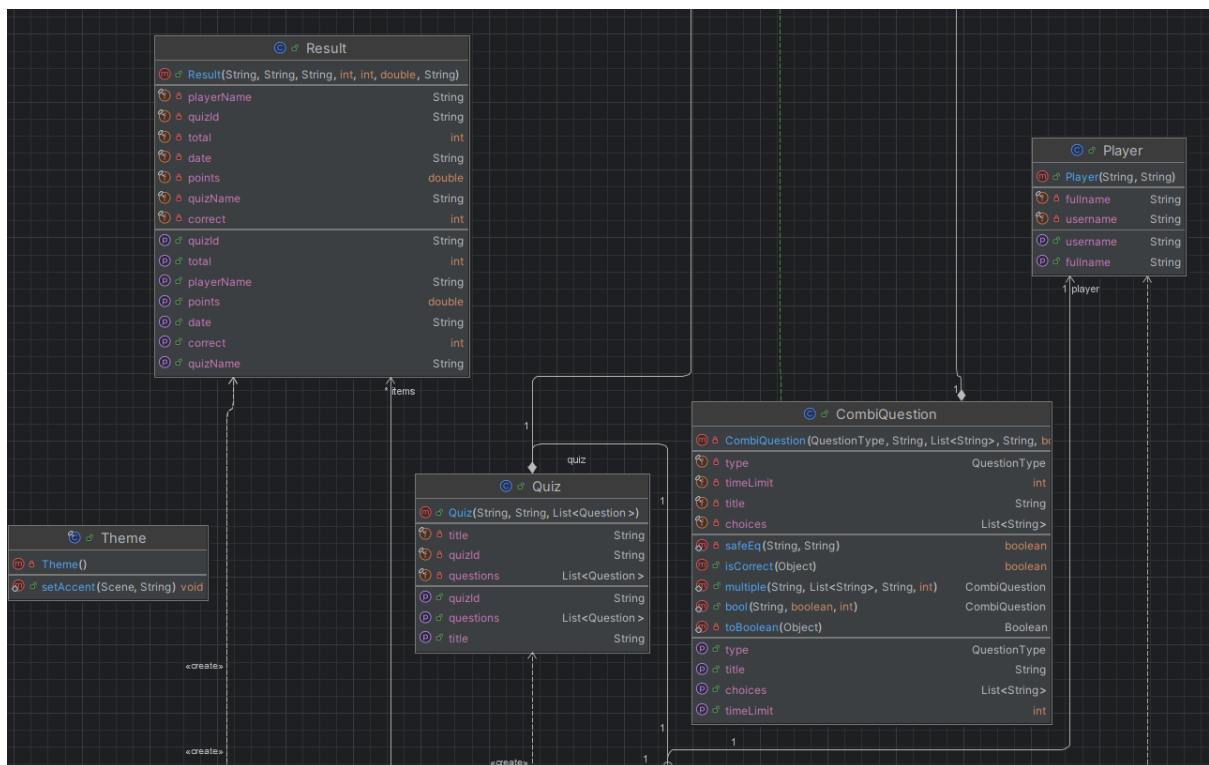 Result
Result(String, String, String, int, int, double, String)
playerName String
quizId String
total int
date String
points double
quizName String
correct int
quizId String
total int
playerName String
points double
date String
correct int
quizName String
* items
Player
Player(String, String)
fullname String
username String
username String
fullname String
1 player
1
CombiQuestion
CombiQuestion(QuestionType, String, List<String>, String, bo
type QuestionType
timeLimit int
title String
choices List<String>
safeEq(String, String) boolean
isCorrect(Object) boolean
multiple(String, List<String>, String, int) CombiQuestion
bool(String, boolean, int) CombiQuestion
toBoolean(Object) Boolean
type QuestionType
title String
choices List<String>
timeLimit int
1
quiz
1
Quiz
Quiz(String, String, List<Question>)
title String
quizId String
questions List<Question>
quizId String
questions List<Question>
title String
Theme
Theme()
setAccent(Scene, String) void
«create»
«create»
«create»
1
1
1